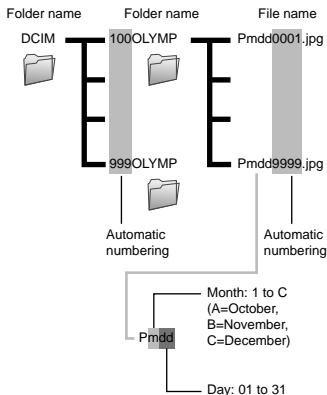 Folder name
Folder name
File name
DCIM
100OLYMP
Pmdd0001.jpg
999OLYMP
Pmdd9999.jpg
Automatic
numbering
Automatic
numbering
Month: 1 to C
(A=October,
B=November,
C=December)
Pmdd
Day: 01 to 31